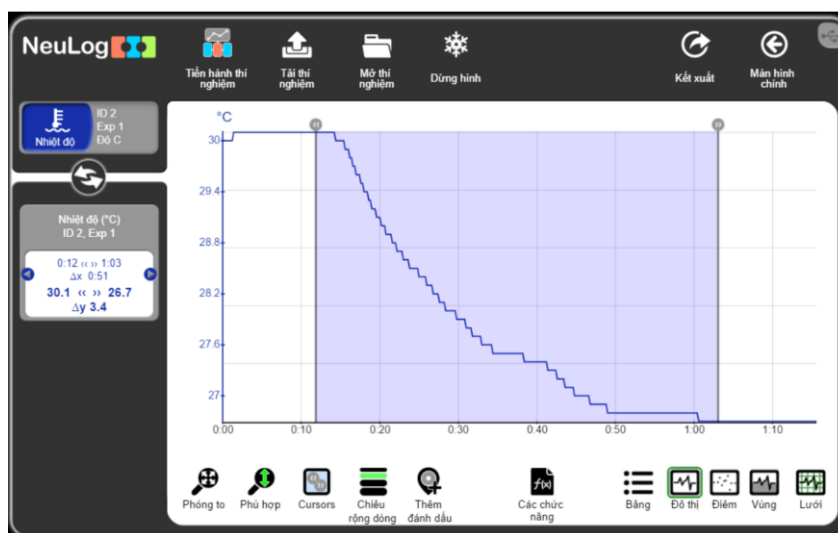 NeuLog
Tiến hành thí
nghiệm
Tải thí
nghiệm
Mở thí
nghiệm
Dừng hình
Kết xuất
Màn hình
chính
Nhiệt độ
ID 2
Exp 1
Độ C
Nhiệt độ (°C)
ID 2, Exp 1
0:12 ‹‹ ›› 1:03
Δx 0:51
30.1 ‹‹ ›› 26.7
Δy 3.4
°C
30
29.4
28.8
28.2
27.6
27
0:00 0:10 0:20 0:30 0:40 0:50 1:00 1:10
Phóng to
Phù hợp
Cursors
Chiều
rộng dòng
Thêm
đánh dấu
f(x)
Các chức
năng
Bảng
Đồ thị
Điểm
Vùng
Lưới